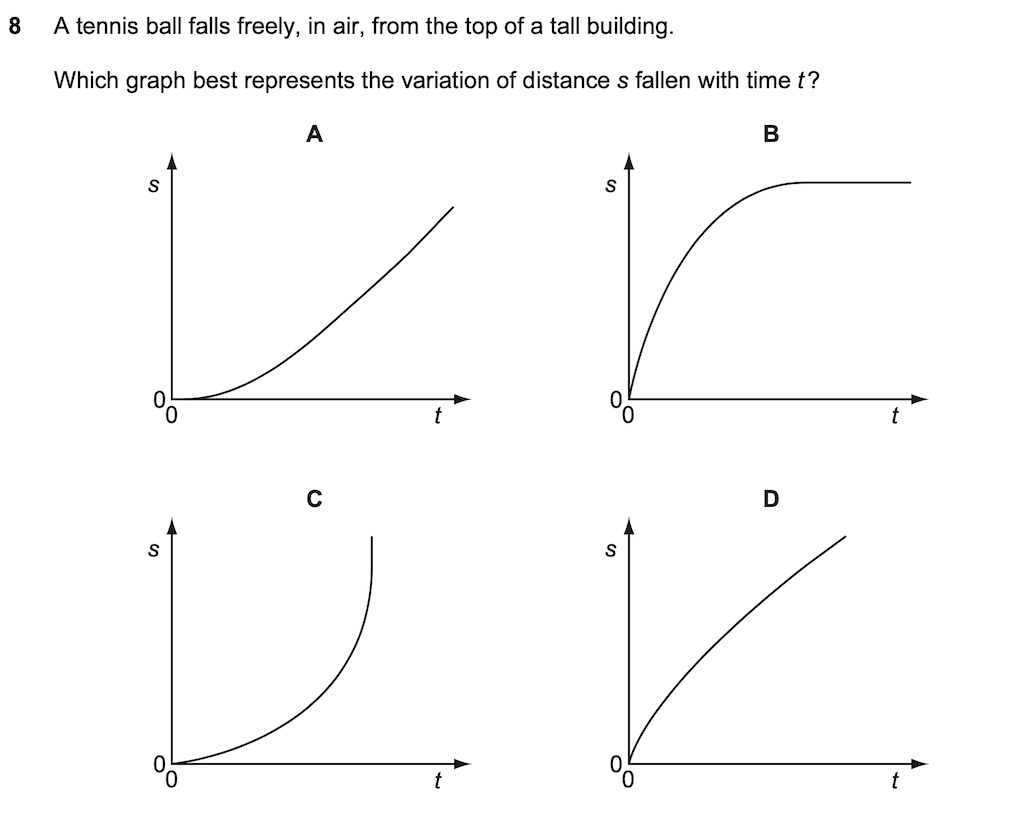 8 A tennis ball falls freely, in air, from the top of a tall building.
Which graph best represents the variation of distance s fallen with time t?
A
B
s
s
0
0
t
0
0
t
C
D
s
s
0
0
t
0
0
t